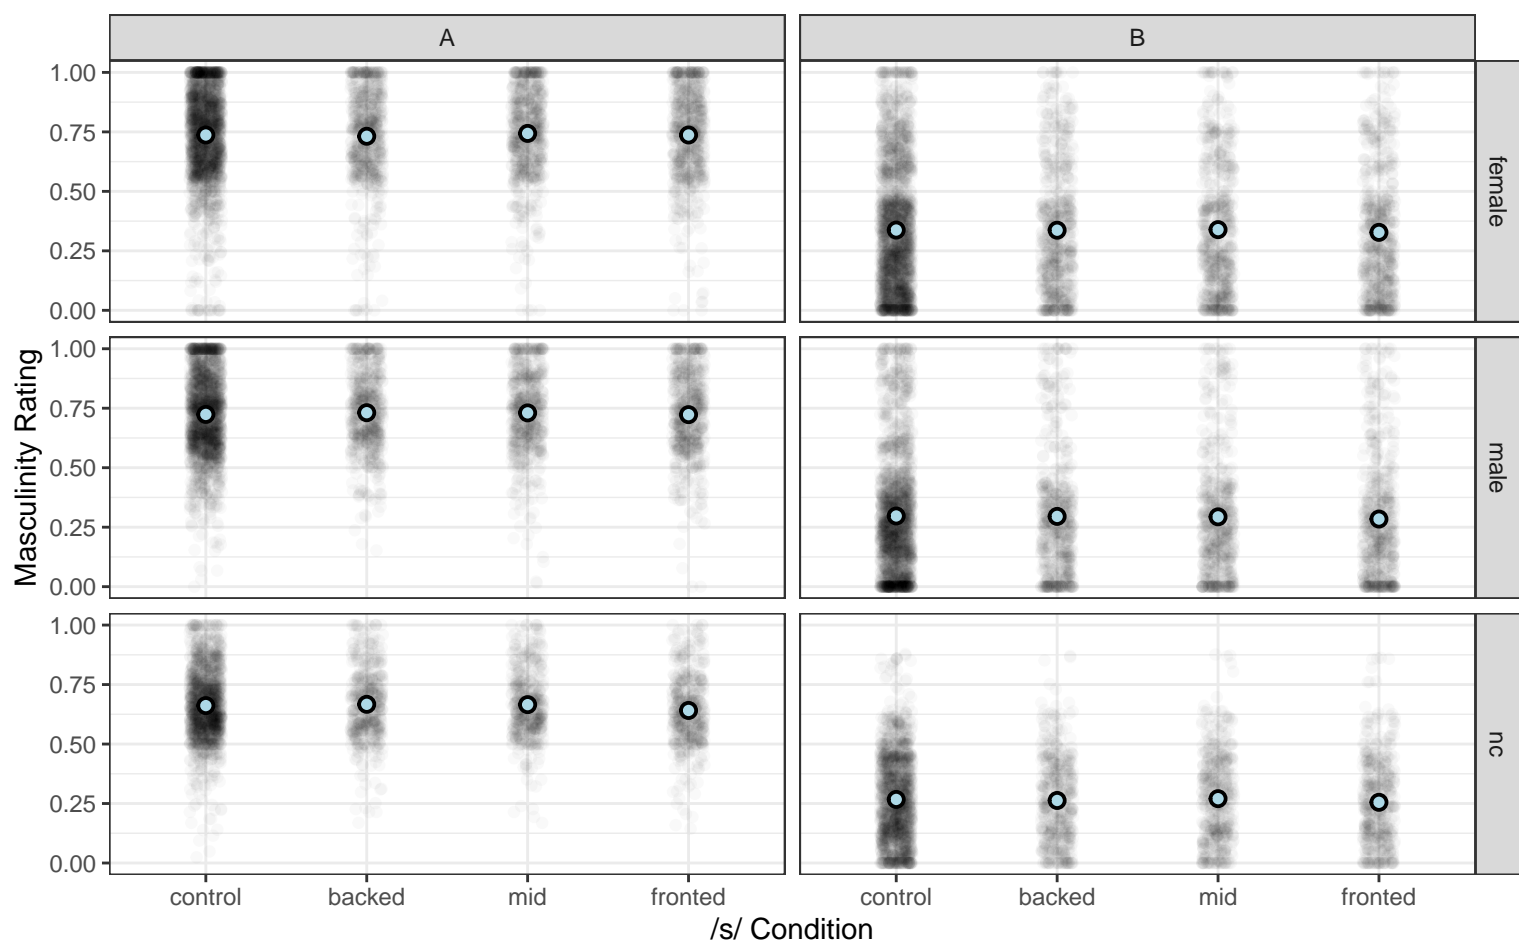 A
B
1.00
0.75
0.50
0.25
0.00
female
1.00
0.75
0.50
0.25
0.00
male
1.00
0.75
0.50
0.25
0.00
nc
Masculinity Rating
control backed mid fronted
control backed mid fronted
/s/ Condition